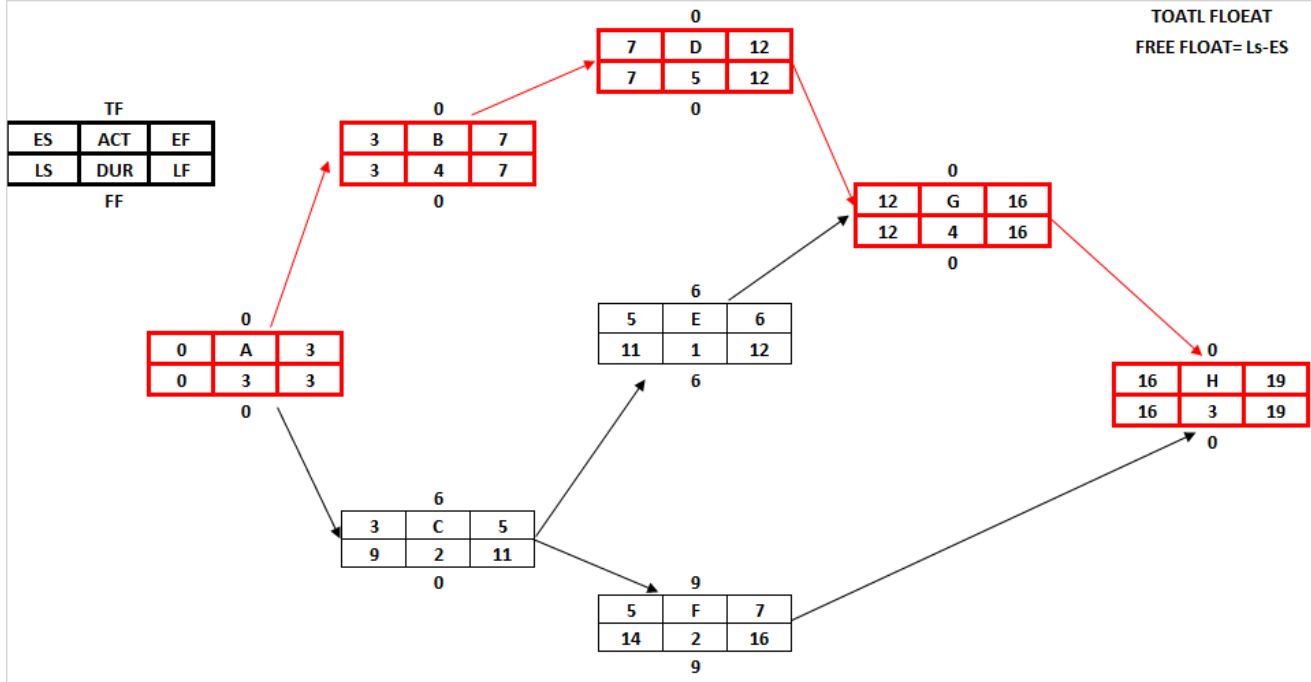 TOATL FLOEAT
FREE FLOAT= Ls-ES
TF
ES ACT EF
LS DUR LF
FF
0
7 D 12
7 5 12
0
0
3 B 7
3 4 7
0
0
12 G 16
12 4 16
0
0
0 A 3
0 3 3
0
6
5 E 6
11 1 12
6
0
16 H 19
16 3 19
0
6
3 C 5
9 2 11
0
9
5 F 7
14 2 16
9